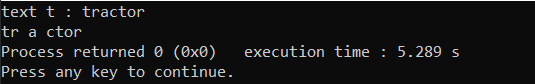 text t : tractor
tr a ctor
Process returned 0 (0x0)   execution time : 5.289 s
Press any key to continue.